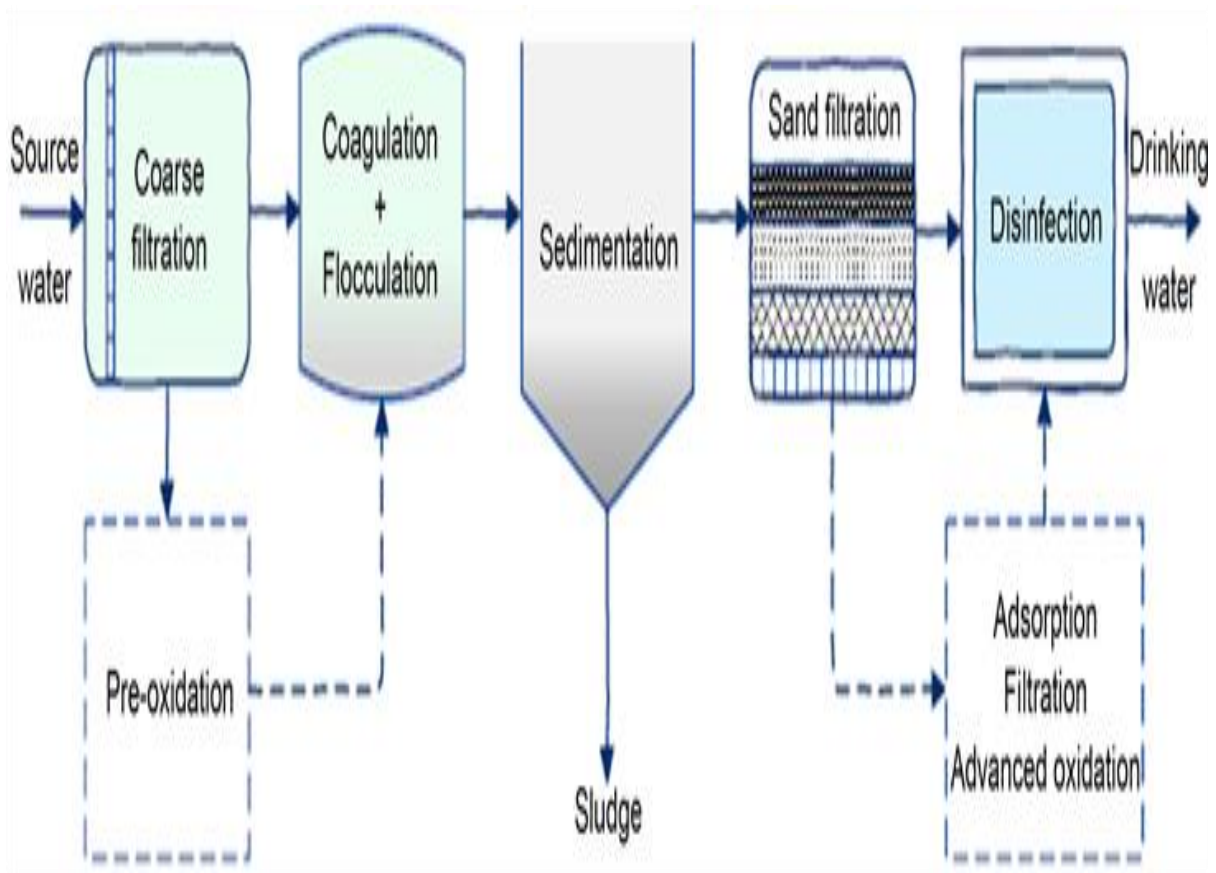 Source
water
Coarse
filtration
Coagulation
+
Flocculation
Sedimentation
Sand filtration
Disinfection
Drinking
water
Pre-oxidation
Sludge
Adsorption
Filtration
Advanced oxidation